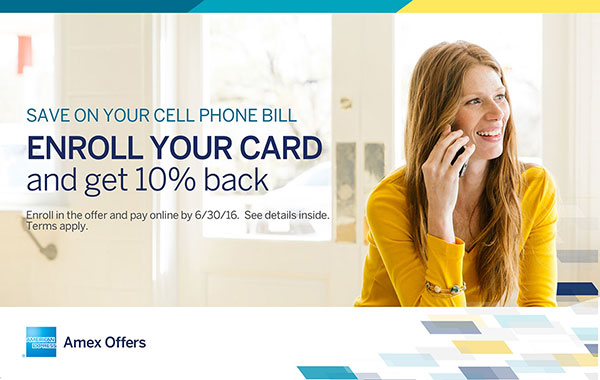 SAVE ON YOUR CELL PHONE BILL
ENROLL YOUR CARD
and get 10% back
Enroll in the offer and pay online by 6/30/16. See details inside.
Terms apply.
AMERICAN
EXPRESS
®
Amex Offers